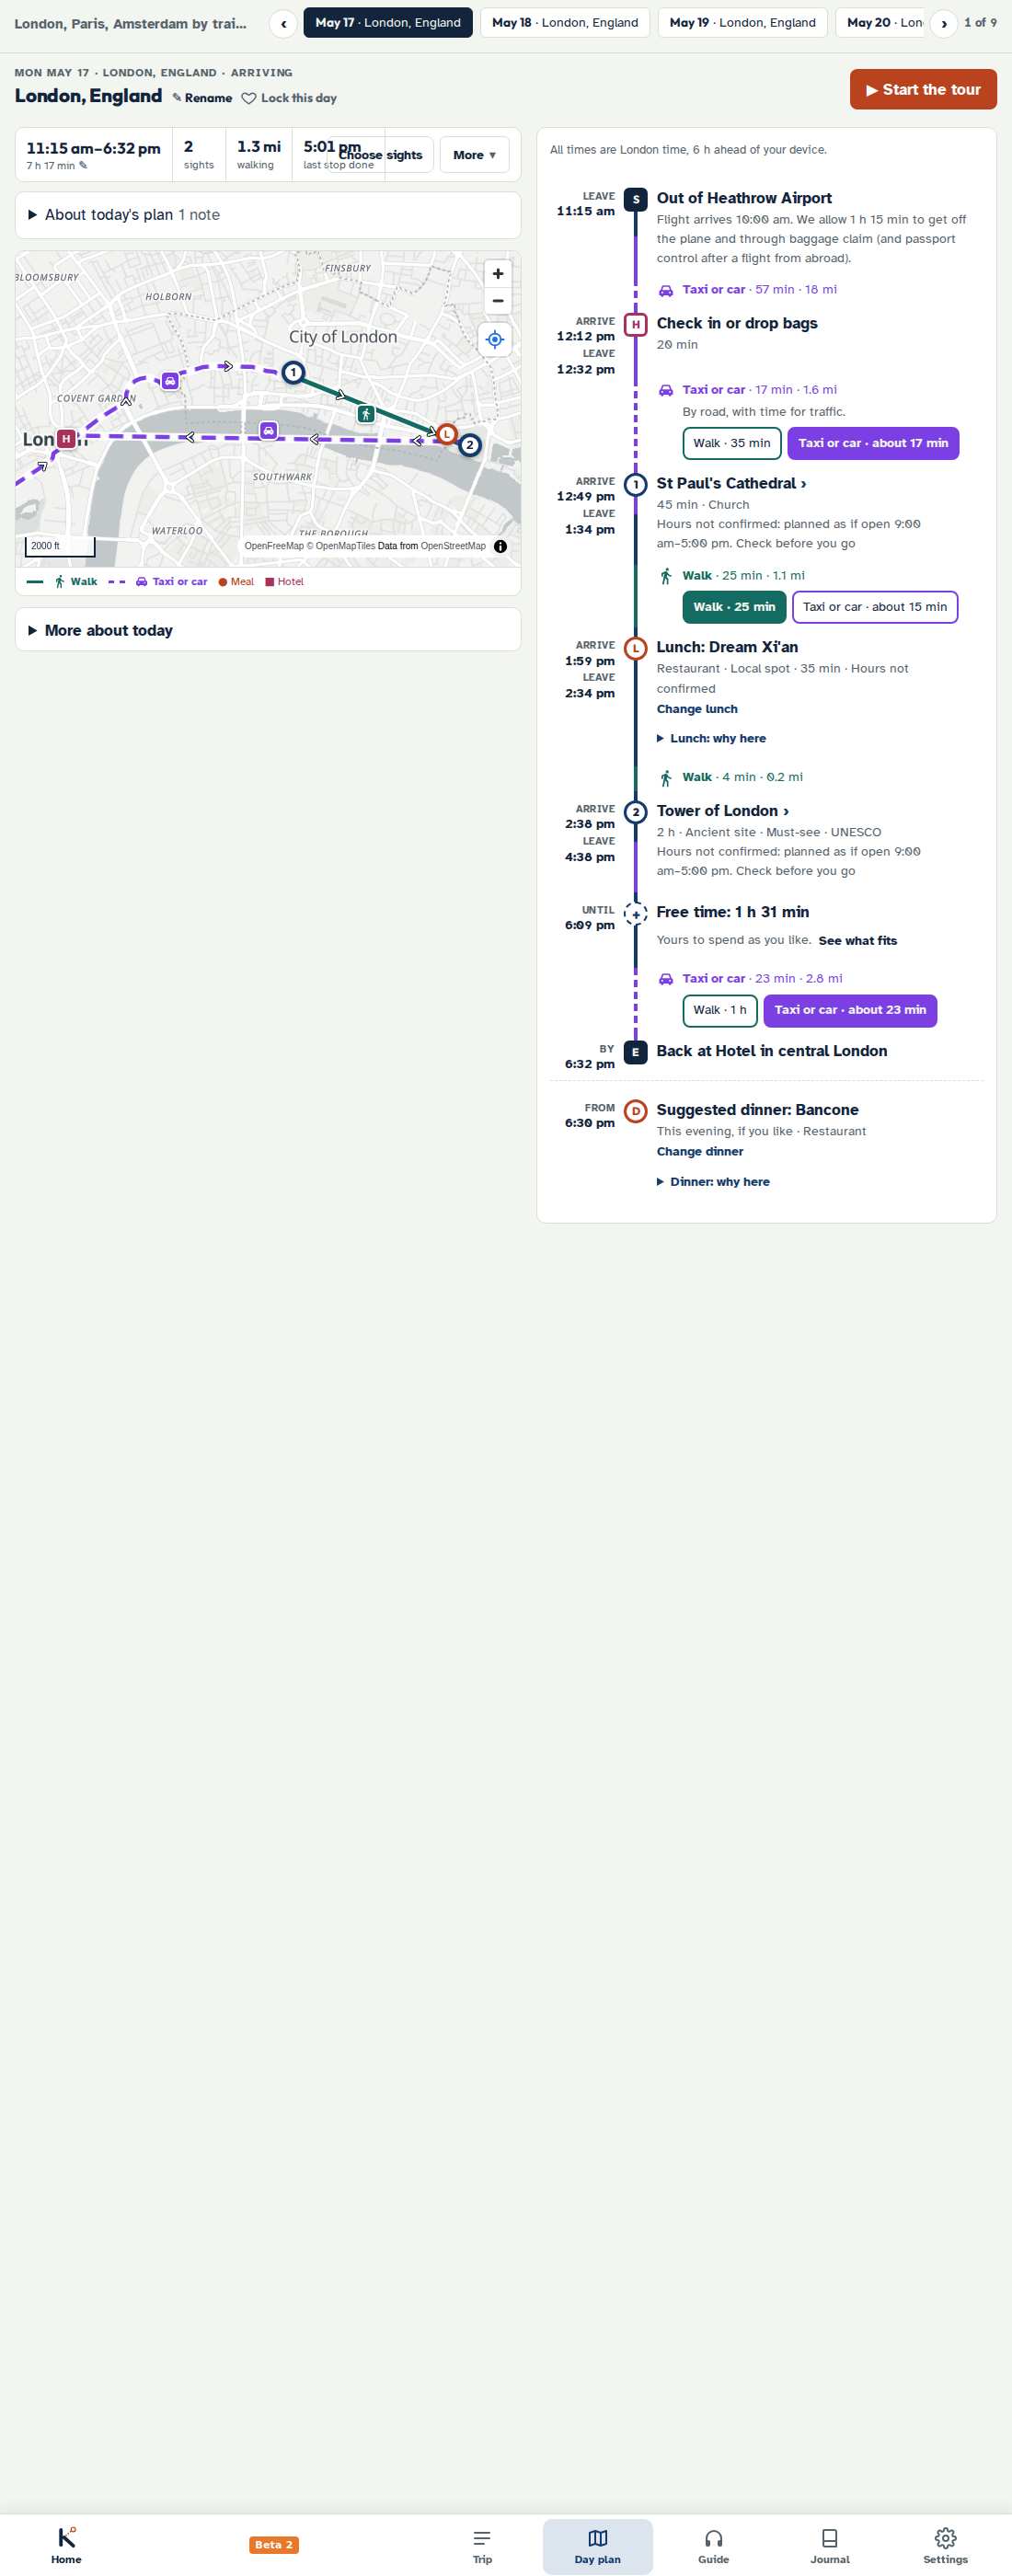 London, Paris, Amsterdam by trai...
‹
May 17 · London, England
May 18 · London, England
May 19 · London, England
May 20 · Lon
›
1 of 9
MON MAY 17 · LONDON, ENGLAND · ARRIVING
London, England
✎ Rename
Lock this day
▶ Start the tour
11:15 am–6:32 pm
7 h 17 min ✎
2
sights
1.3 mi
walking
5:01 pm
last stop done
Choose sights
More ▾
▶ About today's plan 1 note
BLOOMSBURY
FINSBURY
HOLBORN
City of London
COVENT GARDEN
1
L
2
H
SOUTHWARK
WATERLOO
THE BOROUGH
+
−
2000 ft
OpenFreeMap © OpenMapTiles Data from OpenStreetMap
Walk
Taxi or car
Meal
Hotel
▶ More about today
All times are London time, 6 h ahead of your device.
LEAVE
11:15 am
S
Out of Heathrow Airport
Flight arrives 10:00 am. We allow 1 h 15 min to get off
the plane and through baggage claim (and passport
control after a flight from abroad).
Taxi or car · 57 min · 18 mi
ARRIVE
12:12 pm
LEAVE
12:32 pm
H
Check in or drop bags
20 min
Taxi or car · 17 min · 1.6 mi
By road, with time for traffic.
Walk · 35 min
Taxi or car · about 17 min
ARRIVE
12:49 pm
LEAVE
1:34 pm
1
St Paul's Cathedral ›
45 min · Church
Hours not confirmed: planned as if open 9:00
am–5:00 pm. Check before you go
Walk · 25 min · 1.1 mi
Walk · 25 min
Taxi or car · about 15 min
ARRIVE
1:59 pm
LEAVE
2:34 pm
L
Lunch: Dream Xi'an
Restaurant · Local spot · 35 min · Hours not
confirmed
Change lunch
▶ Lunch: why here
Walk · 4 min · 0.2 mi
ARRIVE
2:38 pm
LEAVE
4:38 pm
2
Tower of London ›
2 h · Ancient site · Must-see · UNESCO
Hours not confirmed: planned as if open 9:00
am–5:00 pm. Check before you go
UNTIL
6:09 pm
+
Free time: 1 h 31 min
Yours to spend as you like. See what fits
Taxi or car · 23 min · 2.8 mi
Walk · 1 h
Taxi or car · about 23 min
BY
6:32 pm
E
Back at Hotel in central London
FROM
6:30 pm
D
Suggested dinner: Bancone
This evening, if you like · Restaurant
Change dinner
▶ Dinner: why here
Home
Beta 2
Trip
Day plan
Guide
Journal
Settings